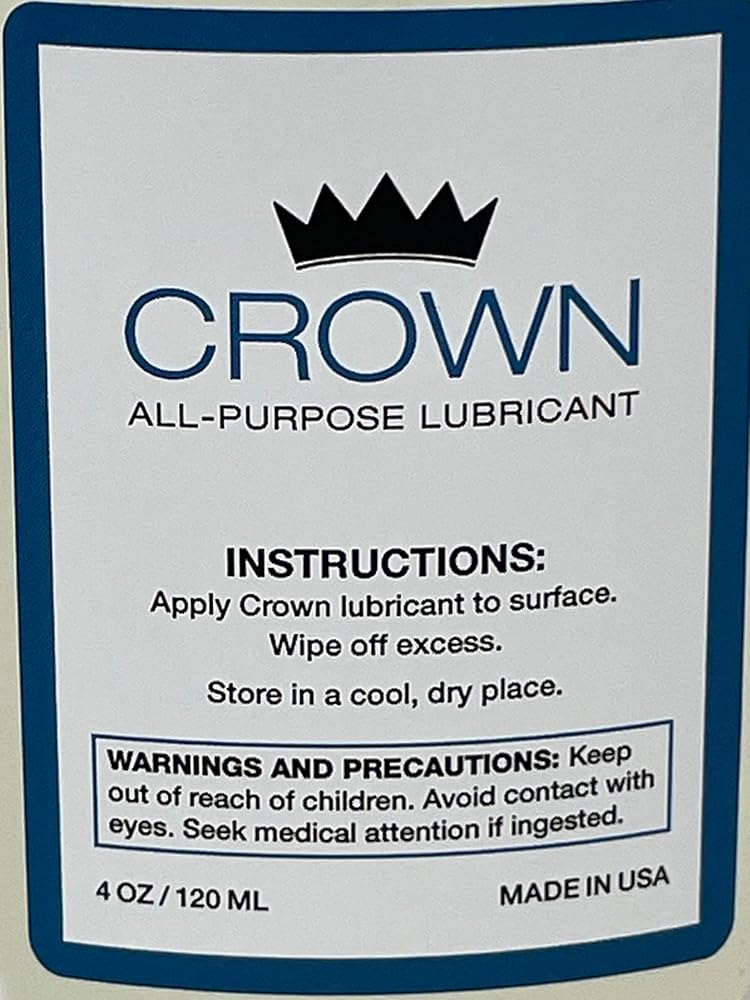 CROWN
ALL-PURPOSE LUBRICANT
INSTRUCTIONS:
Apply Crown lubricant to surface.
Wipe off excess.
Store in a cool, dry place.
WARNINGS AND PRECAUTIONS: Keep
out of reach of children. Avoid contact with
eyes. Seek medical attention if ingested.
4 OZ / 120 ML
MADE IN USA